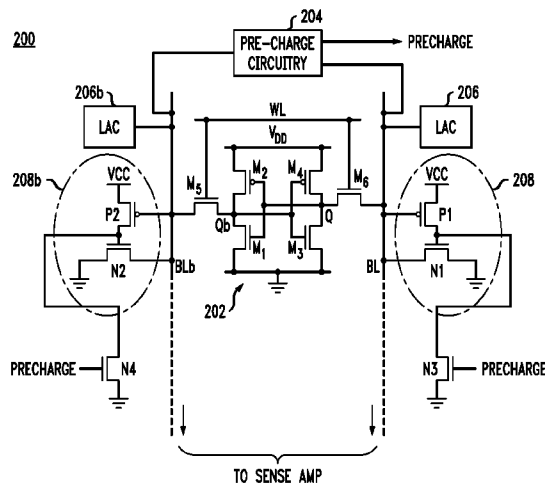 200
204
PRE-CHARGE
CIRCUITRY
PRECHARGE
206b
LAC
206
LAC
WL
VDD
208b
VCC
P2
N2
BLb
M5
M2
M4
M6
Qb
Q
M1
M3
202
BL
208
VCC
P1
N1
PRECHARGE
N4
N3
PRECHARGE
TO SENSE AMP